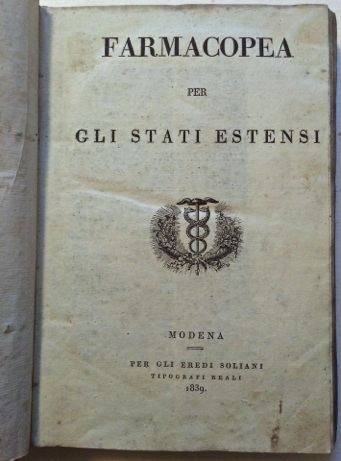 FARMACOPEA
PER
GLI STATI ESTENSI
MODENA
PER GLI EREDI SOLIANI
TIPOGRAFI REALI
1839.